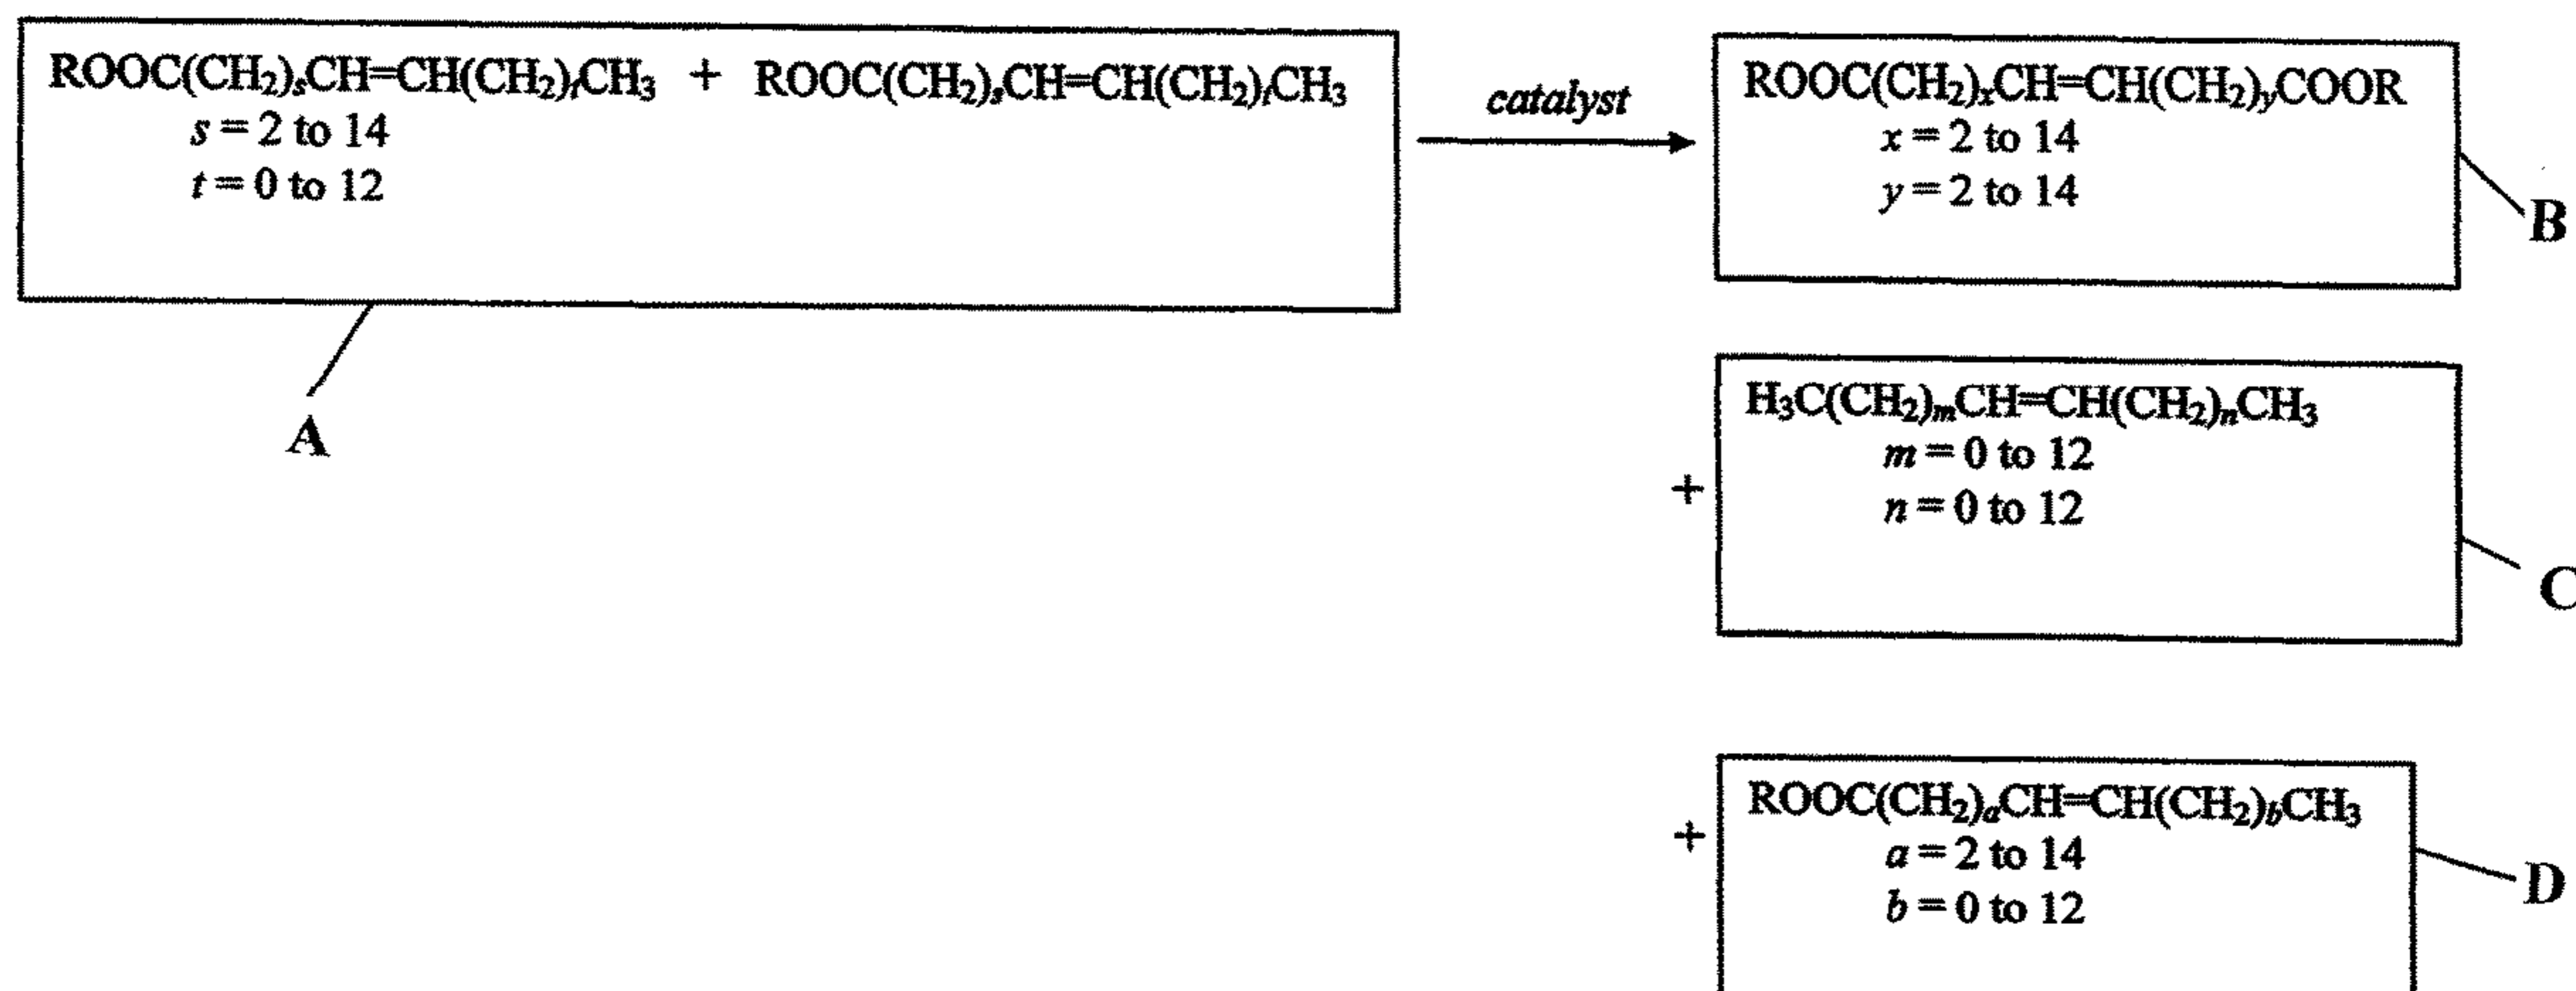 ROOC(CH₂)ₛCH=CH(CH₂)ₜCH₃ + ROOC(CH₂)ₛCH=CH(CH₂)ₜCH₃
s = 2 to 14
t = 0 to 12
A
catalyst
ROOC(CH₂)ₓCH=CH(CH₂)yCOOR
x = 2 to 14
y = 2 to 14
B
+
H₃C(CH₂)ₘCH=CH(CH₂)ₙCH₃
m = 0 to 12
n = 0 to 12
C
+
ROOC(CH₂)ₐCH=CH(CH₂)bCH₃
a = 2 to 14
b = 0 to 12
D